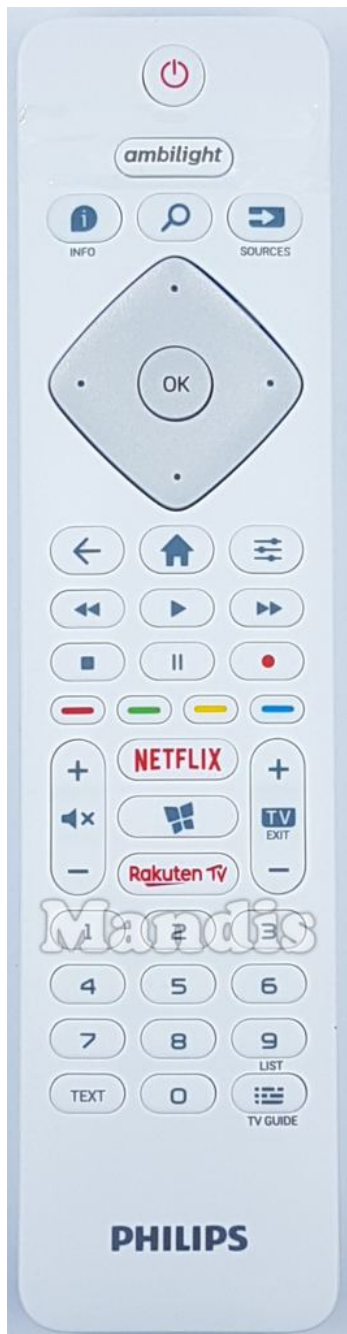 ambilight
INFO
SOURCES
OK
NETFLIX
TV
EXIT
Rakuten TV
Mandis
1 2 3
4 5 6
7 8 9
LIST
TEXT 0
TV GUIDE
PHILIPS